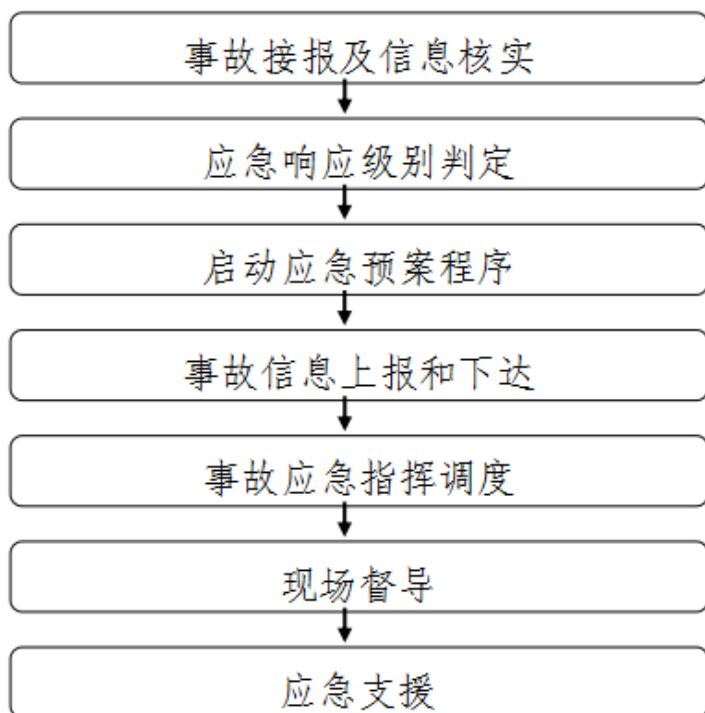 事故接报及信息核实
应急响应级别判定
启动应急预案程序
事故信息上报和下达
事故应急指挥调度
现场督导
应急支援